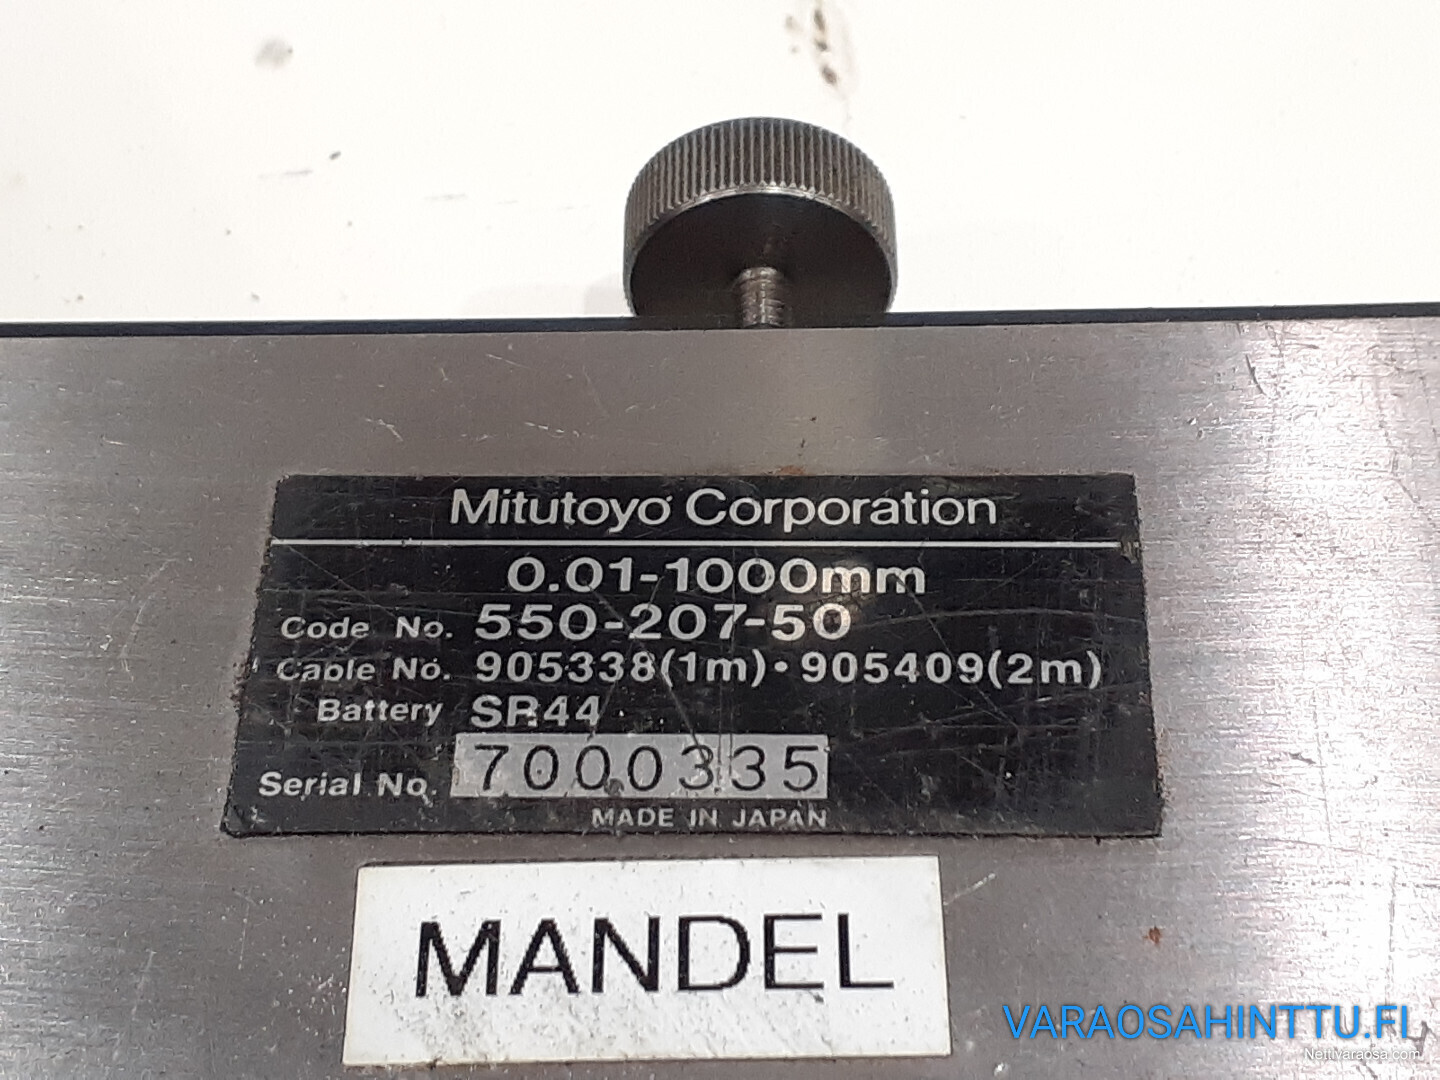 Mitutoyo Corporation
0.01-1000mm
Code No. 550-207-50
Cable No. 905338(1m)·905409(2m)
Battery SR44
Serial No. 7000335
MADE IN JAPAN
MANDEL
VARAOSAHINTTU.FI
Nettivaraosa.com